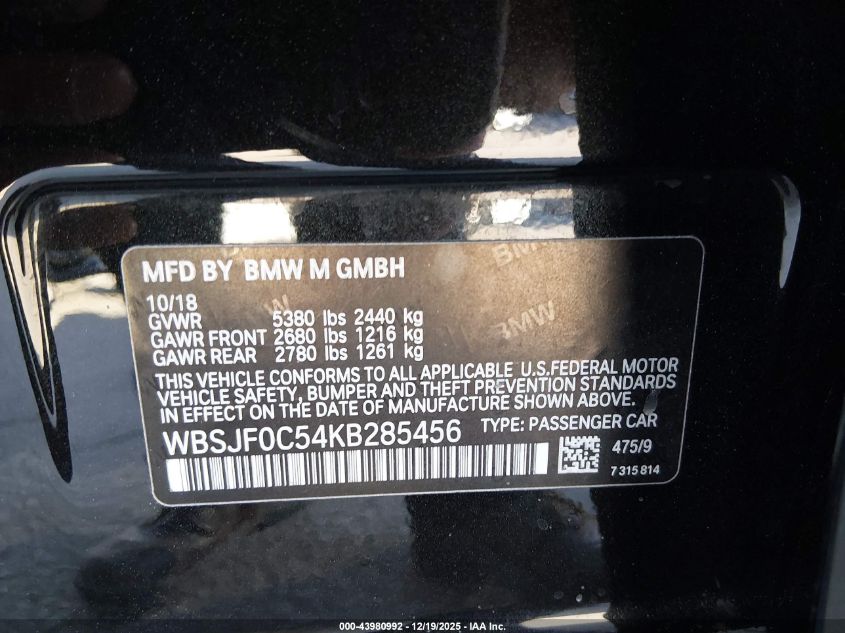 MFD BY BMW M GMBH
10/18
GVWR 5380 lbs 2440 kg
GAWR FRONT 2680 lbs 1216 kg
GAWR REAR 2780 lbs 1261 kg
THIS VEHICLE CONFORMS TO ALL APPLICABLE U.S.FEDERAL MOTOR
VEHICLE SAFETY, BUMPER AND THEFT PREVENTION STANDARDS
IN EFFECT ON THE DATE OF MANUFACTURE SHOWN ABOVE.
WBSJF0C54KB285456 TYPE: PASSENGER CAR
475/9
7 315 814
BMW
BMW
BMW
000-43980992 - 12/19/2025 - IAA Inc.